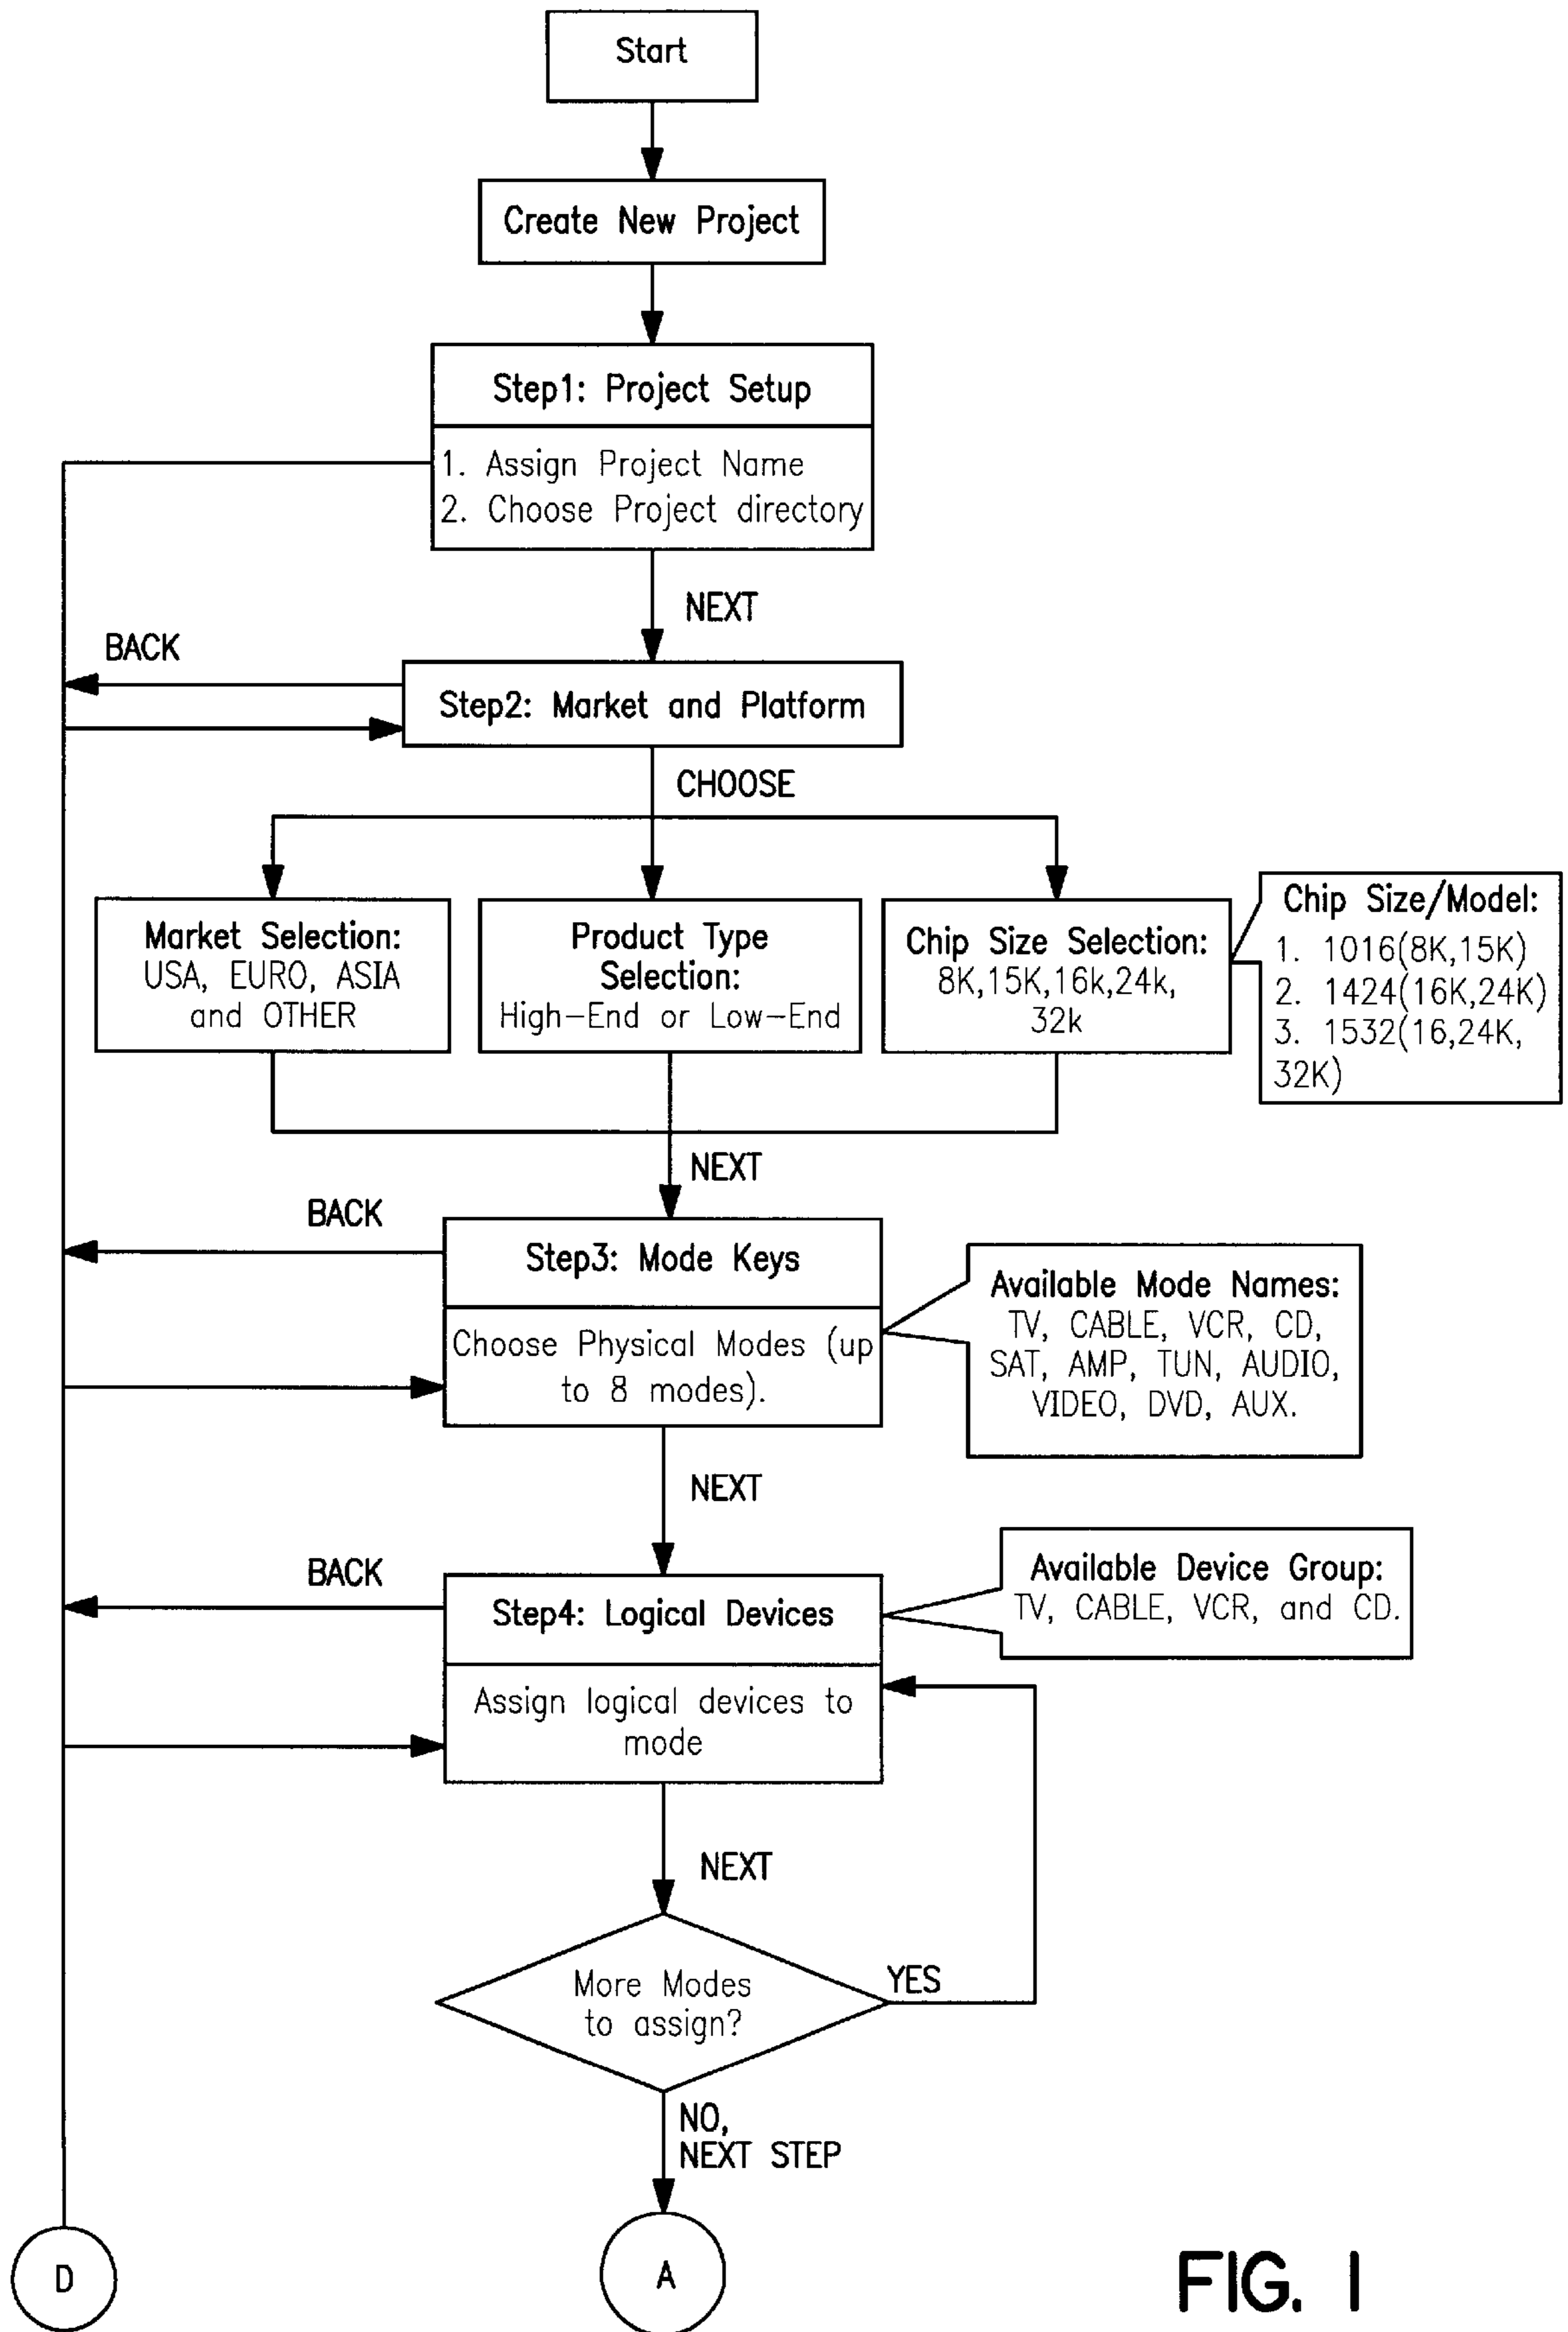 Start
Create New Project
Step1: Project Setup
1. Assign Project Name
2. Choose Project directory
NEXT
BACK
Step2: Market and Platform
CHOOSE
Market Selection:
USA, EURO, ASIA
and OTHER
Product Type
Selection:
High-End or Low-End
Chip Size Selection:
8K,15K,16k,24k,
32k
Chip Size/Model:
1. 1016(8K,15K)
2. 1424(16K,24K)
3. 1532(16,24K,
32K)
NEXT
BACK
Step3: Mode Keys
Choose Physical Modes (up
to 8 modes).
Available Mode Names:
TV, CABLE, VCR, CD,
SAT, AMP, TUN, AUDIO,
VIDEO, DVD, AUX.
NEXT
BACK
Step4: Logical Devices
Assign logical devices to
mode
Available Device Group:
TV, CABLE, VCR, and CD.
NEXT
More Modes
to assign?
YES
NO,
NEXT STEP
D
A
FIG. 1